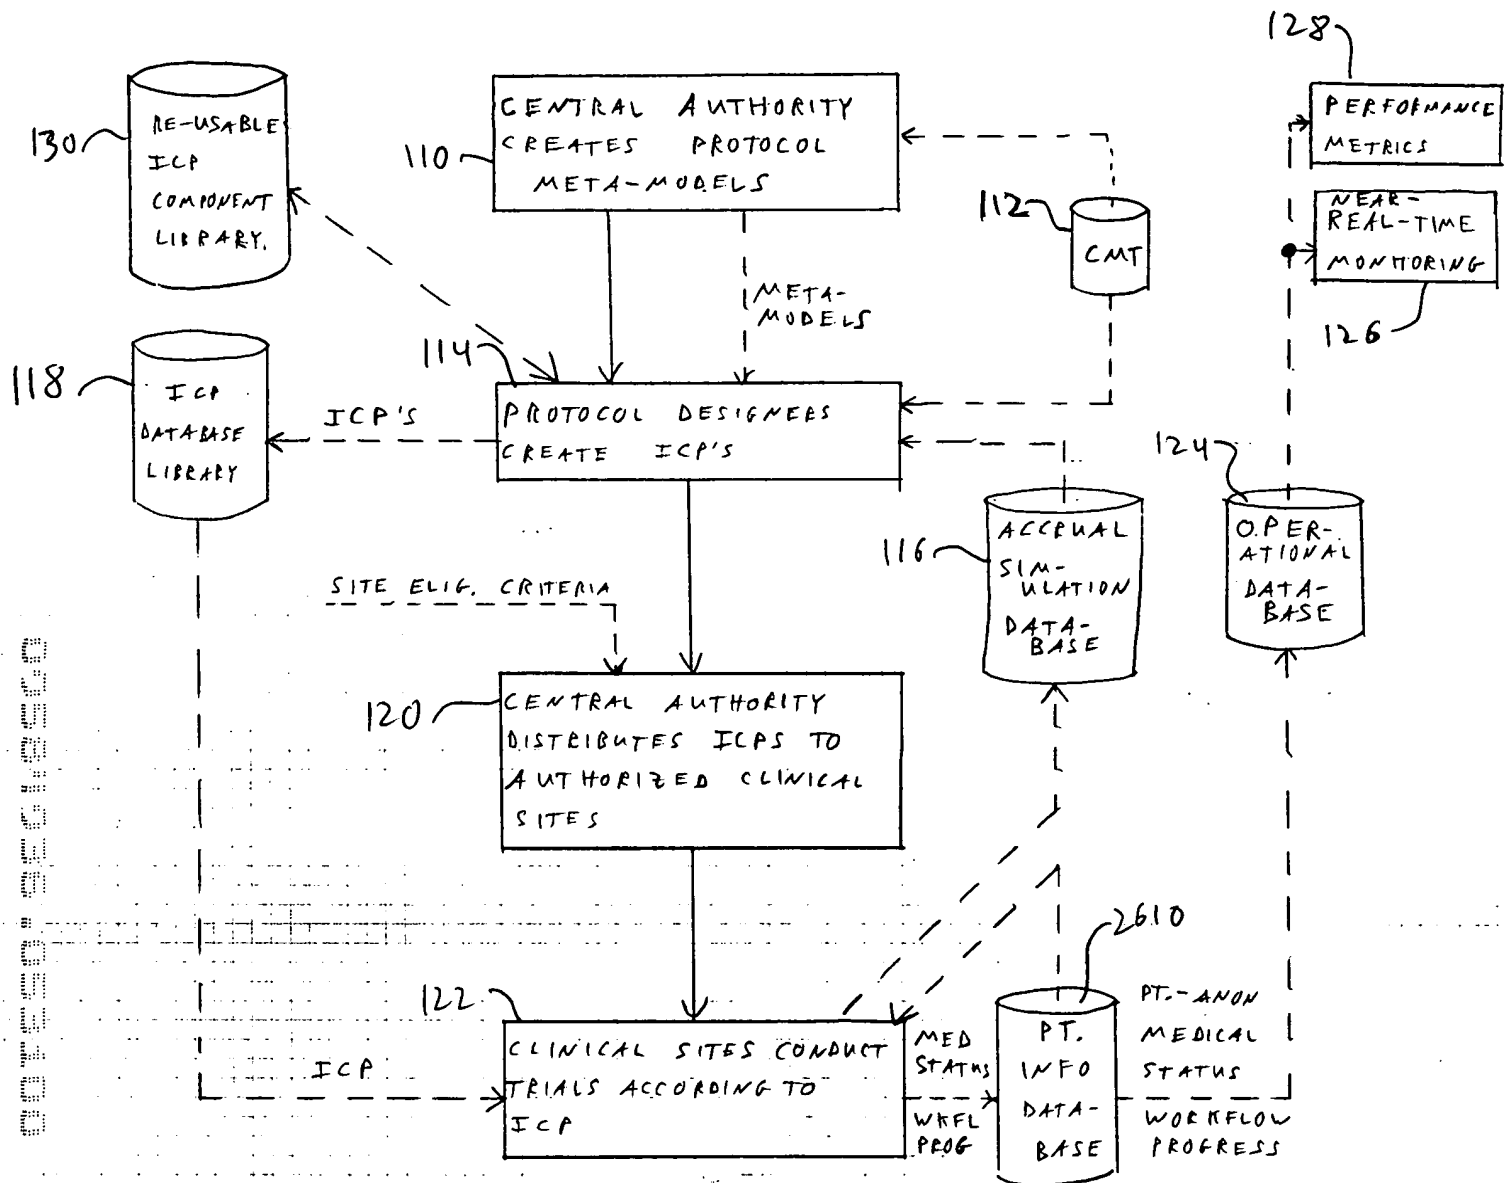 128
PERFORMANCE
METRICS
NEAR-
REAL-TIME
MONITORING
126
130
RE-USABLE
ICP
COMPONENT
LIBRARY.
110
CENTRAL AUTHORITY
CREATES PROTOCOL
META-MODELS
112
CMT
META-
MODELS
118
ICP
DATABASE
LIBRARY
ICP'S
114
PROTOCOL DESIGNERS
CREATE ICP'S
116
ACCRUAL
SIM-
ULATION
DATA-
BASE
124
OPER-
ATIONAL
DATA-
BASE
SITE ELIG. CRITERIA
120
CENTRAL AUTHORITY
DISTRIBUTES ICPS TO
AUTHORIZED CLINICAL
SITES
122
CLINICAL SITES CONDUCT
TRIALS ACCORDING TO
ICP
ICP
MED
STATUS
WKFL
PROG
2610
PT.
INFO
DATA-
BASE
PT.-ANON
MEDICAL
STATUS
WORKFLOW
PROGRESS